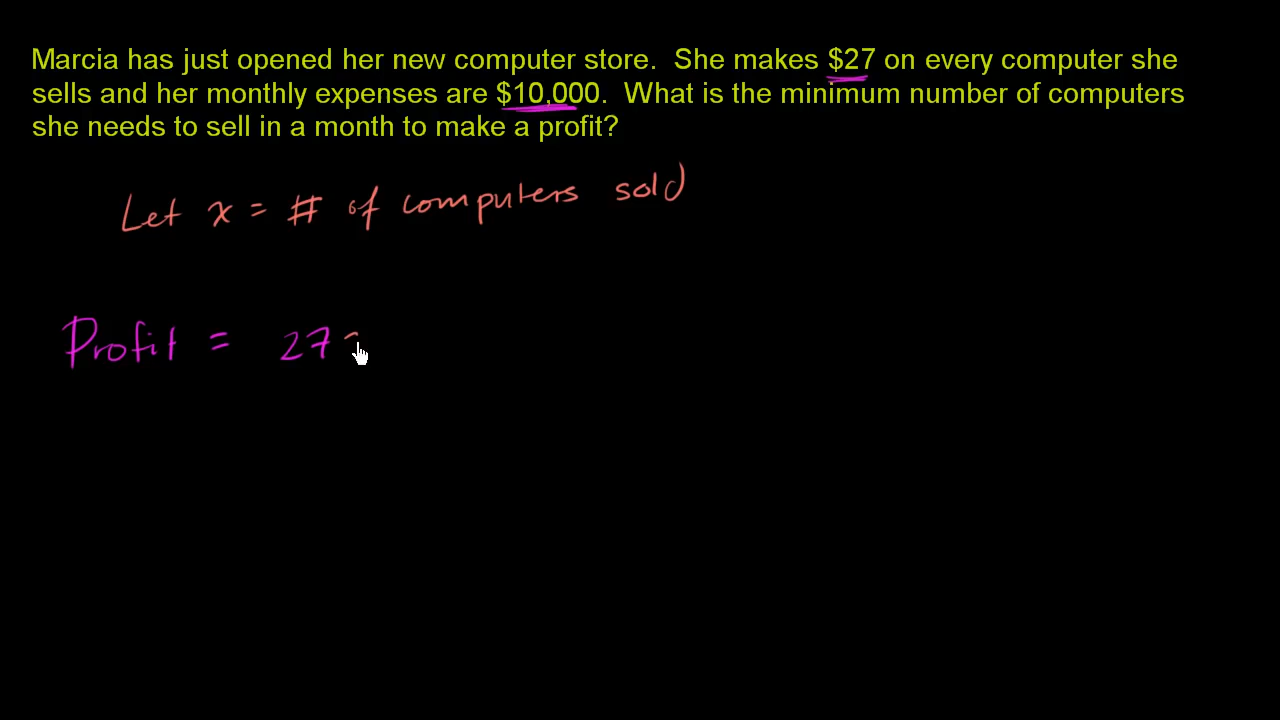 Marcia has just opened her new computer store. She makes $27 on every computer she
sells and her monthly expenses are $10,000. What is the minimum number of computers
she needs to sell in a month to make a profit?
Let x = # of computers sold
Profit = 27